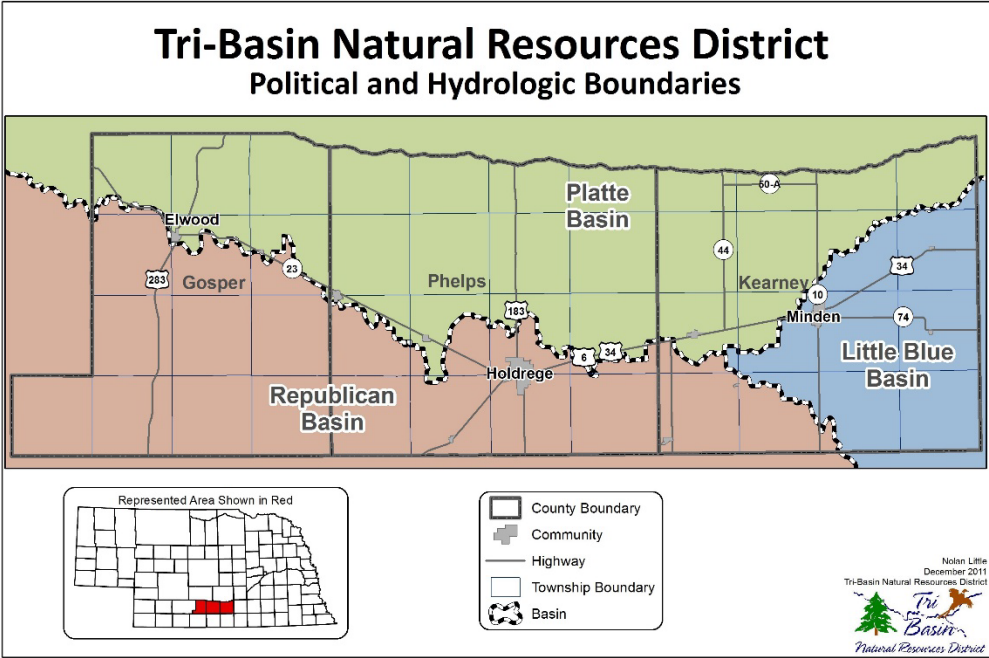 Tri-Basin Natural Resources District
Political and Hydrologic Boundaries
50-A
Platte
Basin
Elwood
44
283
Gosper
23
Phelps
Kearney
34
10
183
Minden
74
6
34
Little Blue
Basin
Holdrege
Republican
Basin
Represented Area Shown in Red
County Boundary
Community
Highway
Township Boundary
Basin
Nolan Little
December 2011
Tri-Basin Natural Resources District
Tri
Basin
Natural Resources District